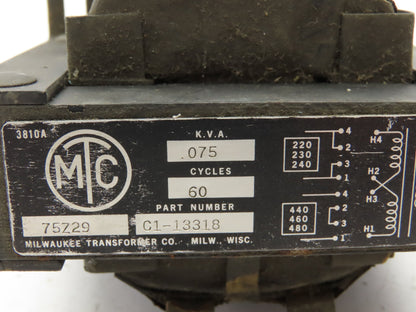 3810A
MTC
K.V.A.
.075
CYCLES
60
PART NUMBER
75Z29 C1-13318
MILWAUKEE TRANSFORMER CO. MILW., WISC.
220
230
240
4
2
3
1
440
460
480
4
2
3
1
H4
H2
H3
H1